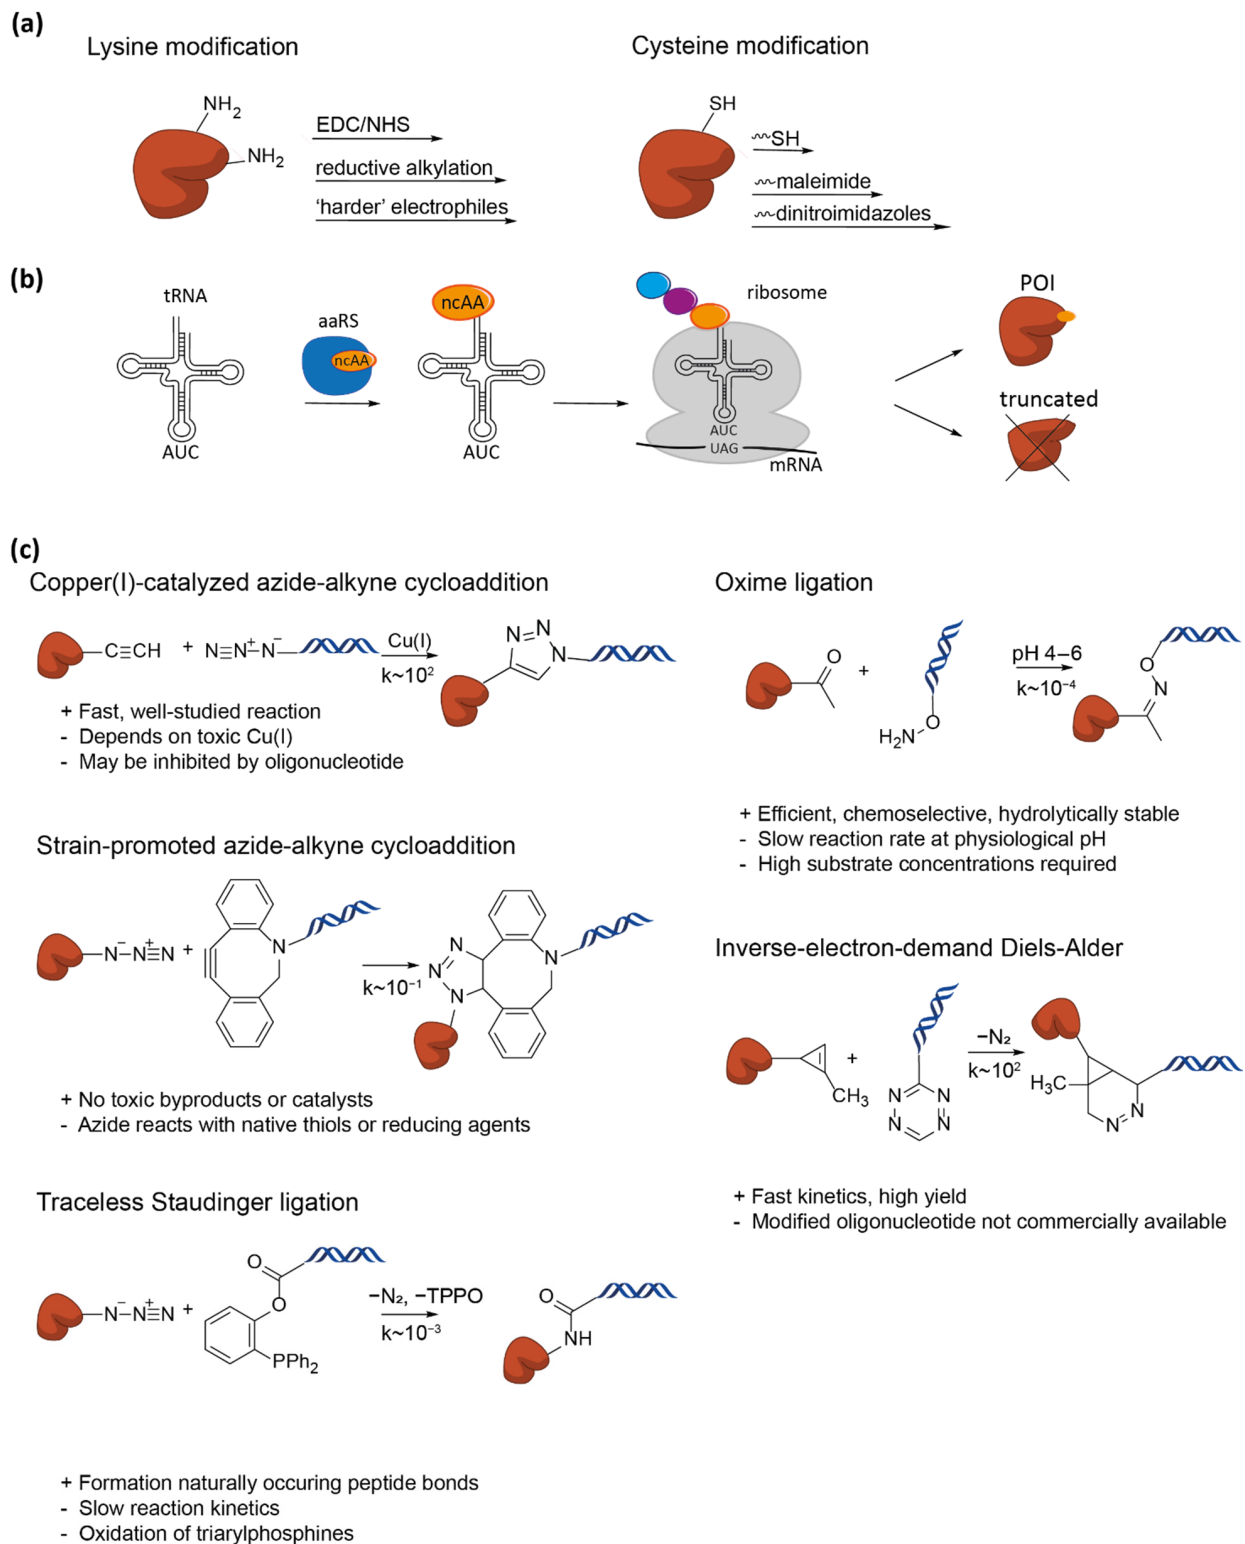 (a)
Lysine modification
NH₂
NH₂
EDC/NHS
reductive alkylation
‘harder’ electrophiles
Cysteine modification
SH
SH
maleimide
dinitroimidazoles
(b)
tRNA
AUC
aaRS
ncAA
ncAA
AUC
ribosome
AUC
UAG
mRNA
POI
truncated
(c)
Copper(I)-catalyzed azide-alkyne cycloaddition
C≡CH
+
N≡N⁺-N⁻
Cu(I)
k~10²
N=N
N
+ Fast, well-studied reaction
- Depends on toxic Cu(I)
- May be inhibited by oligonucleotide
Strain-promoted azide-alkyne cycloaddition
N⁻-N⁺≡N
+
N
k~10⁻¹
N
N
N
N
+ No toxic byproducts or catalysts
- Azide reacts with native thiols or reducing agents
Traceless Staudinger ligation
N⁻-N⁺≡N
+
O
O
PPh₂
−N₂, −TPPO
k~10⁻³
O
NH
+ Formation naturally occuring peptide bonds
- Slow reaction kinetics
- Oxidation of triarylphosphines
Oxime ligation
O
+
O
H₂N
pH 4–6
k~10⁻⁴
O
N
+ Efficient, chemoselective, hydrolytically stable
- Slow reaction rate at physiological pH
- High substrate concentrations required
Inverse-electron-demand Diels-Alder
+
CH₃
N
N
N
N
−N₂
k~10²
H₃C
N
N
+ Fast kinetics, high yield
- Modified oligonucleotide not commercially available